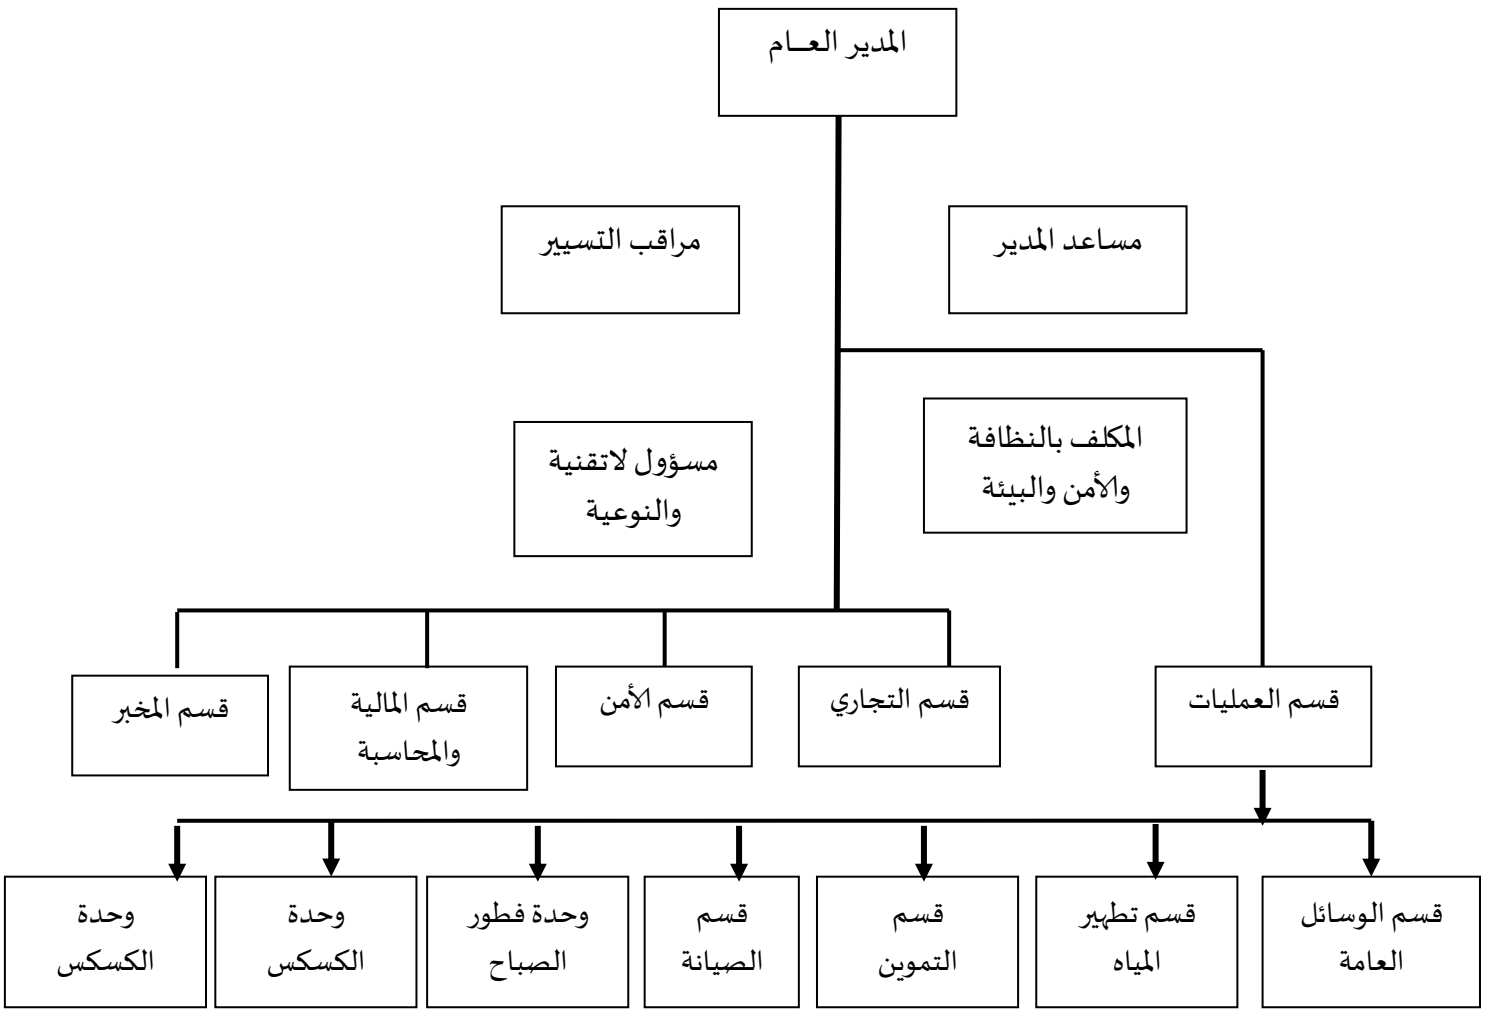 المدير العـــام
مساعد المدير
مراقب التسيير
المكلف بالنظافة
والأمن والبيئة
مسؤول لاتقنية
والنوعية
قسم العمليات
قسم التجاري
قسم الأمن
قسم المالية
والمحاسبة
قسم المخبر
قسم الوسائل
العامة
قسم تطهير
المياه
قسم
التموين
قسم
الصيانة
وحدة فطور
الصباح
وحدة
الكسكس
وحدة
الكسكس